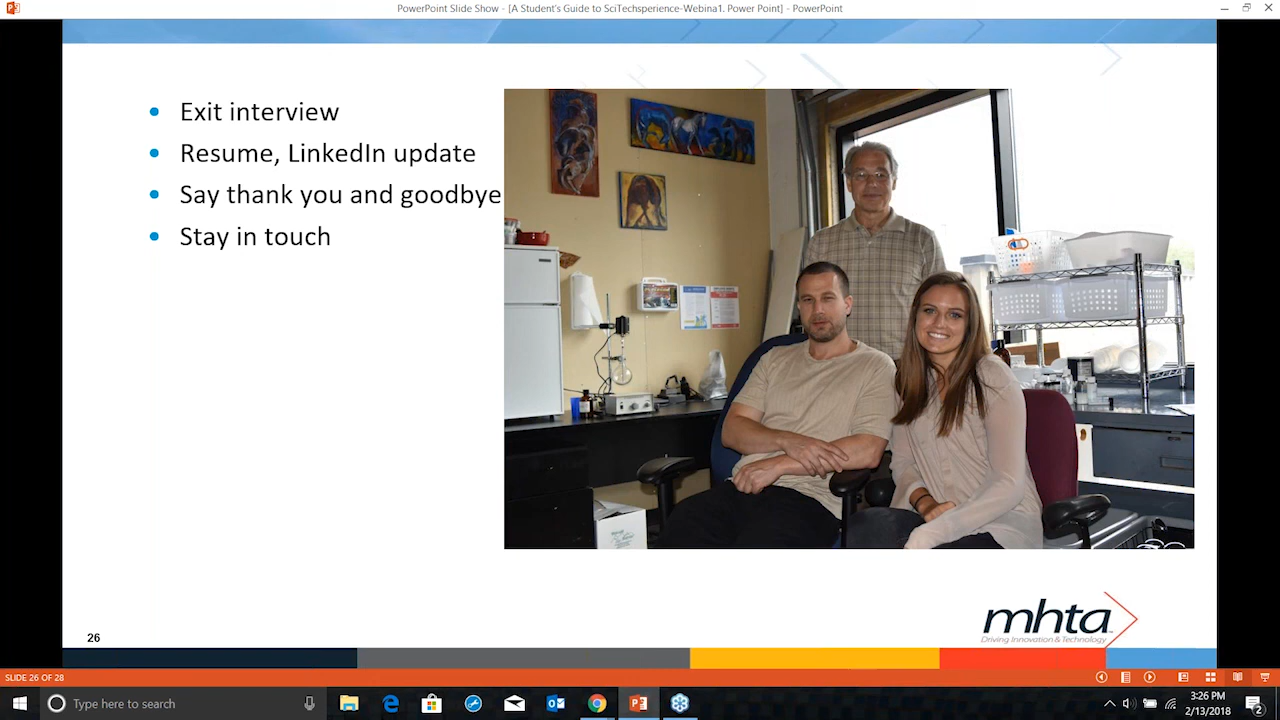 PowerPoint Slide Show - [A Student's Guide to SciTechsperience-Webina1. Power Point] - PowerPoint
• Exit interview
• Resume, LinkedIn update
• Say thank you and goodbye
• Stay in touch
mhta
Driving Innovation & Technology
26
SLIDE 26 OF 28
Type here to search
3:26 PM
2/13/2018
2